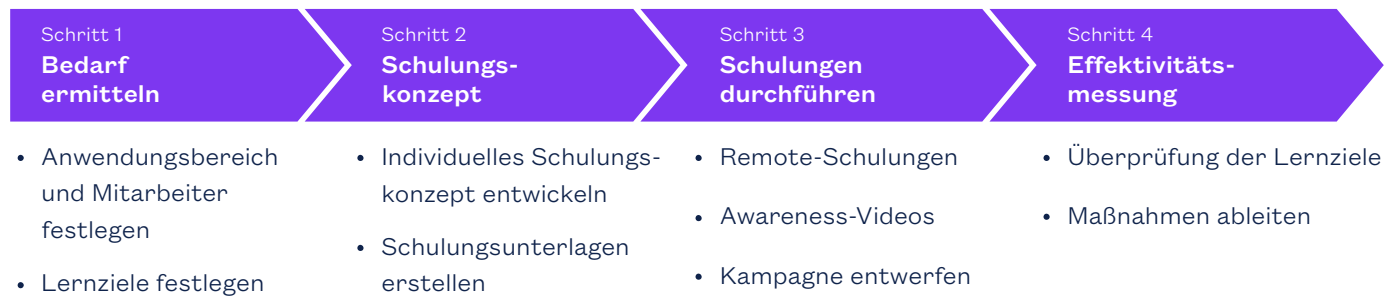 Schritt 1
Bedarf
ermitteln
Schritt 2
Schulungs-
konzept
Schritt 3
Schulungen
durchführen
Schritt 4
Effektivitäts-
messung
• Anwendungsbereich
und Mitarbeiter
festlegen
• Lernziele festlegen
• Individuelles Schulungs-
konzept entwickeln
• Schulungsunterlagen
erstellen
• Remote-Schulungen
• Awareness-Videos
• Kampagne entwerfen
• Überprüfung der Lernziele
• Maßnahmen ableiten